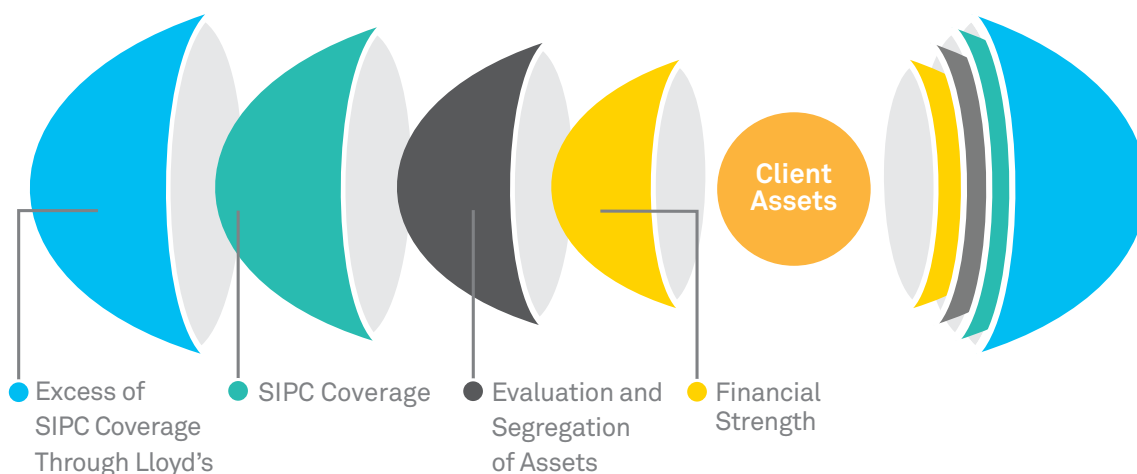 Client
Assets
Excess of
SIPC Coverage
Through Lloyd's
SIPC Coverage
Evaluation and
Segregation
of Assets
Financial
Strength